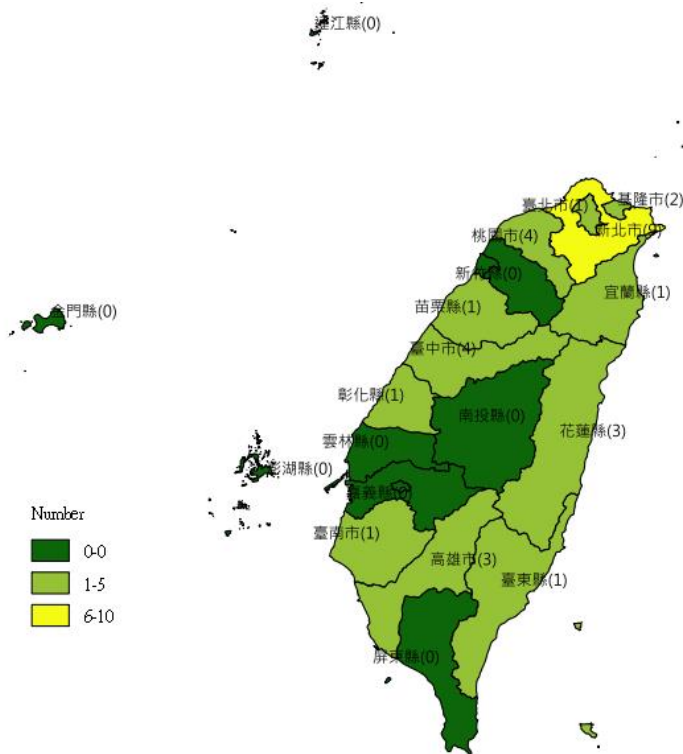 連江縣(0)
基隆市(2)
臺北市(1)
新北市(9)
桃園市(4)
新竹縣(0)
宜蘭縣(1)
苗栗縣(1)
金門縣(0)
臺中市(4)
彰化縣(1)
南投縣(0)
花蓮縣(3)
雲林縣(0)
澎湖縣(0)
嘉義縣(0)
Number
臺南市(1)
0-0
高雄市(3)
臺東縣(1)
1-5
6-10
屏東縣(0)